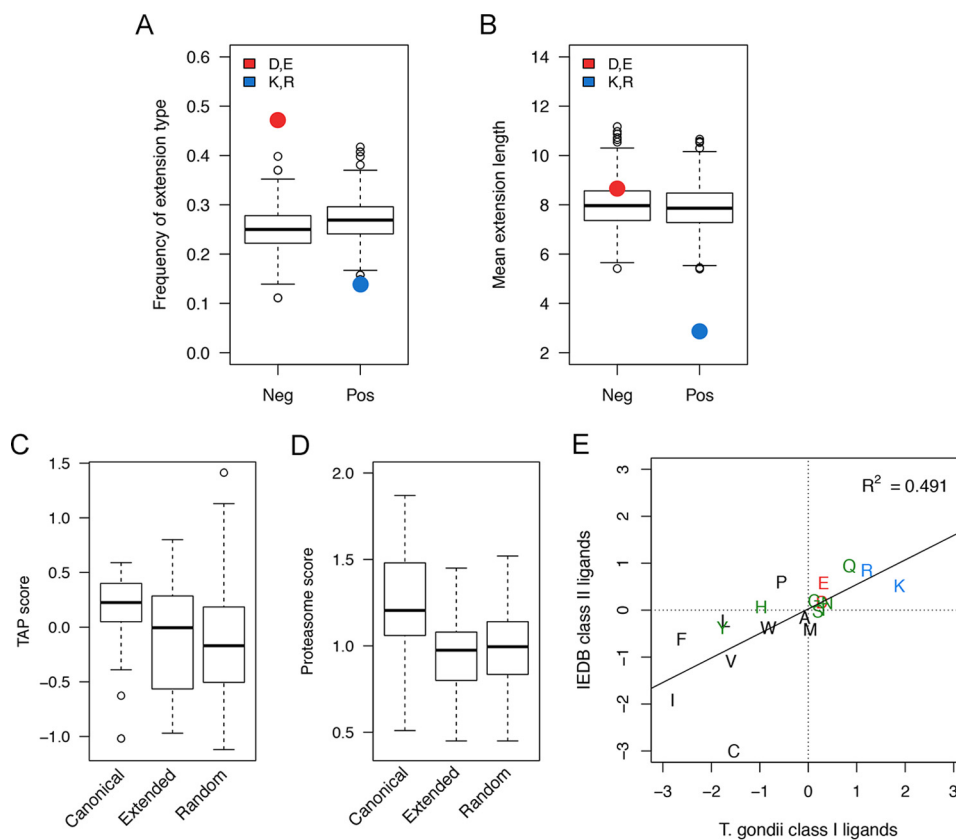 A
Frequency of extension type
0.6
0.5
0.4
0.3
0.2
0.1
0.0
D,E
K,R
Neg
Pos
B
Mean extension length
14
12
10
8
6
4
2
D,E
K,R
Neg
Pos
C
TAP score
1.5
1.0
0.5
0.0
−0.5
−1.0
Canonical
Extended
Random
D
Proteasome score
2.0
1.5
1.0
0.5
Canonical
Extended
Random
E
IEDB class II ligands
3
2
1
0
−1
−2
−3
R² = 0.491
Q
R
K
E
P
H
G
N
S
A
M
W
L
Y
F
V
I
C
−3
−2
−1
0
1
2
3
T. gondii class I ligands